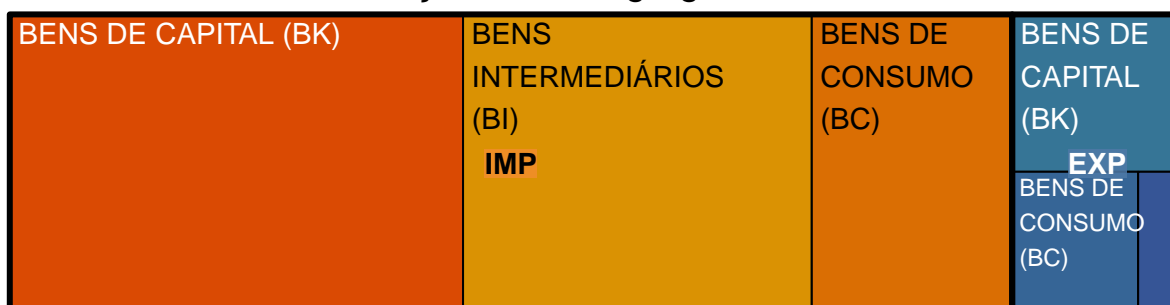 BENS DE CAPITAL (BK)
BENS
INTERMEDIÁRIOS
(BI)
IMP
BENS DE
CONSUMO
(BC)
BENS DE
CAPITAL
(BK)
EXP
BENS DE
CONSUMO
(BC)